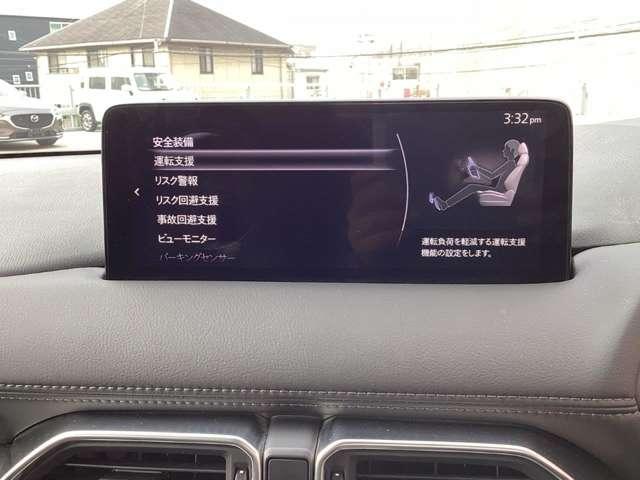 3:32 pm
安全装備
運転支援
リスク警報
リスク回避支援
事故回避支援
ビューモニター
パーキングセンサー
運転負荷を軽減する運転支援
機能の設定をします。